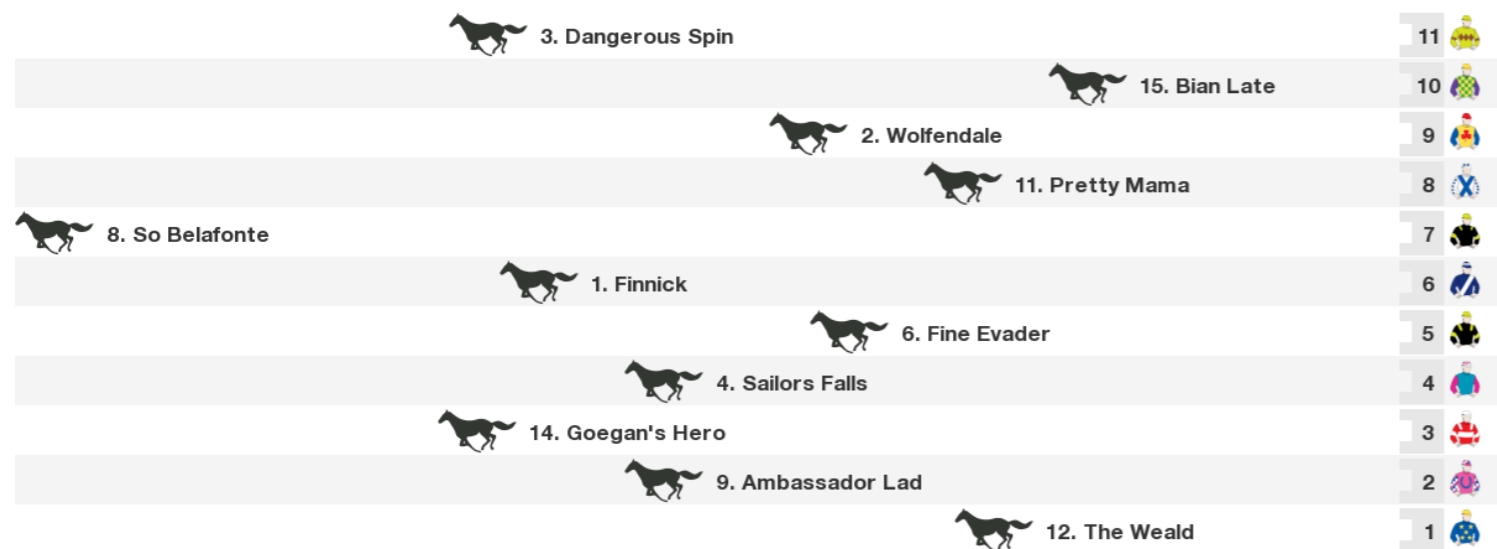 3. Dangerous Spin 11
15. Bian Late 10
2. Wolfendale 9
11. Pretty Mama 8
8. So Belafonte 7
1. Finnick 6
6. Fine Evader 5
4. Sailors Falls 4
14. Goegan's Hero 3
9. Ambassador Lad 2
12. The Weald 1